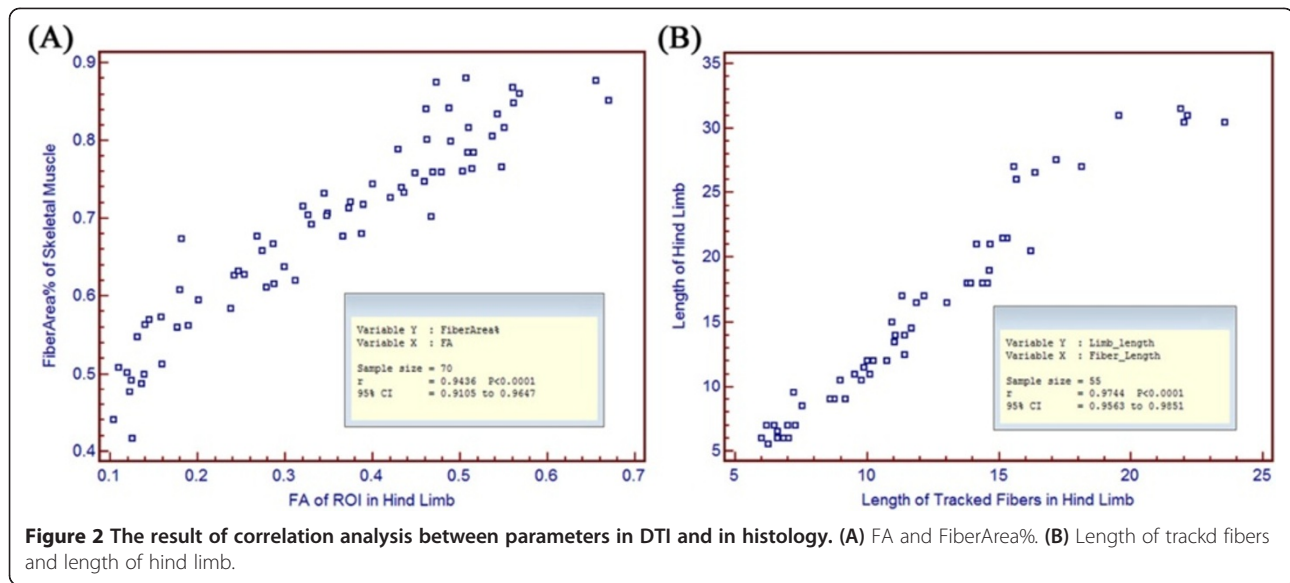 (A)
0.9
0.8
0.7
0.6
0.5
0.4
FiberArea% of Skeletal Muscle
0.1 0.2 0.3 0.4 0.5 0.6 0.7
FA of ROI in Hind Limb
Variable Y : FiberArea%
Variable X : FA
Sample size = 70
r = 0.9436 P<0.0001
95% CI = 0.9105 to 0.9647
(B)
35
30
25
20
15
10
5
Length of Hind Limb
5 10 15 20 25
Length of Tracked Fibers in Hind Limb
Variable Y : Limb_length
Variable X : Fiber_Length
Sample size = 55
r = 0.9744 P<0.0001
95% CI = 0.9563 to 0.9851
Figure 2 The result of correlation analysis between parameters in DTI and in histology. (A) FA and FiberArea%. (B) Length of trackd fibers
and length of hind limb.